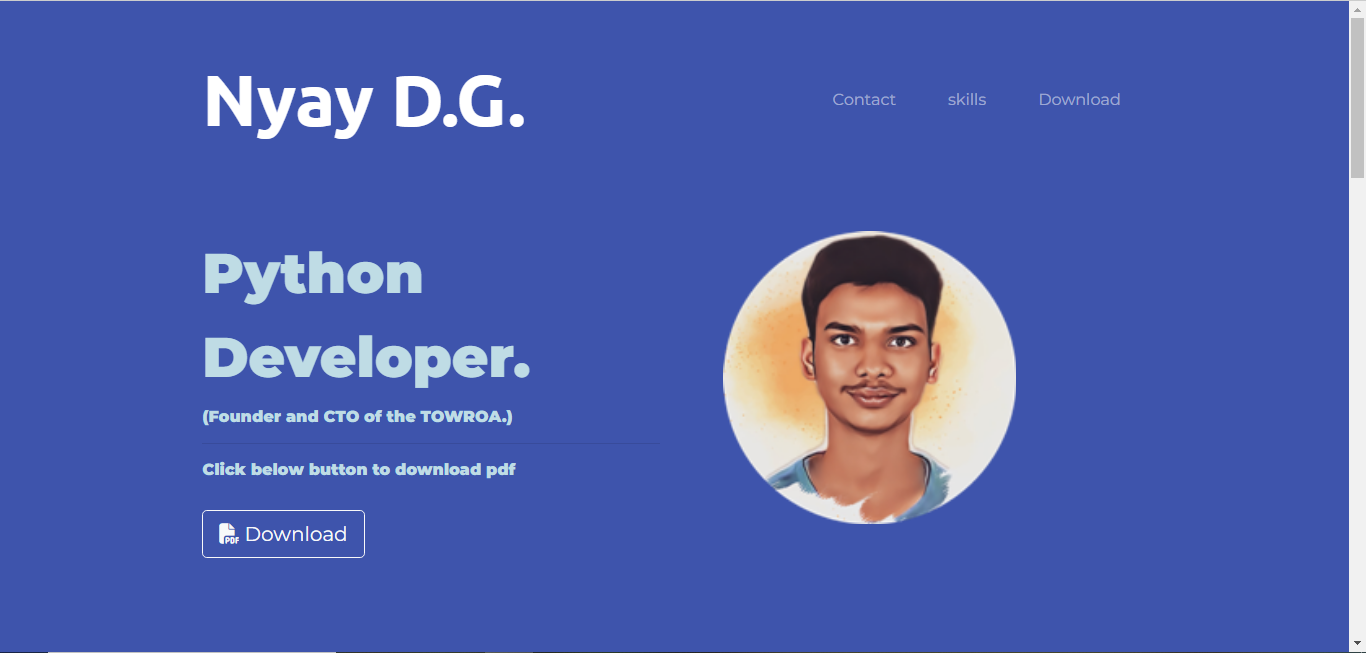 Nyay D.G.
Contact skills Download
Python
Developer.
(Founder and CTO of the TOWROA.)
Click below button to download pdf
PDF Download